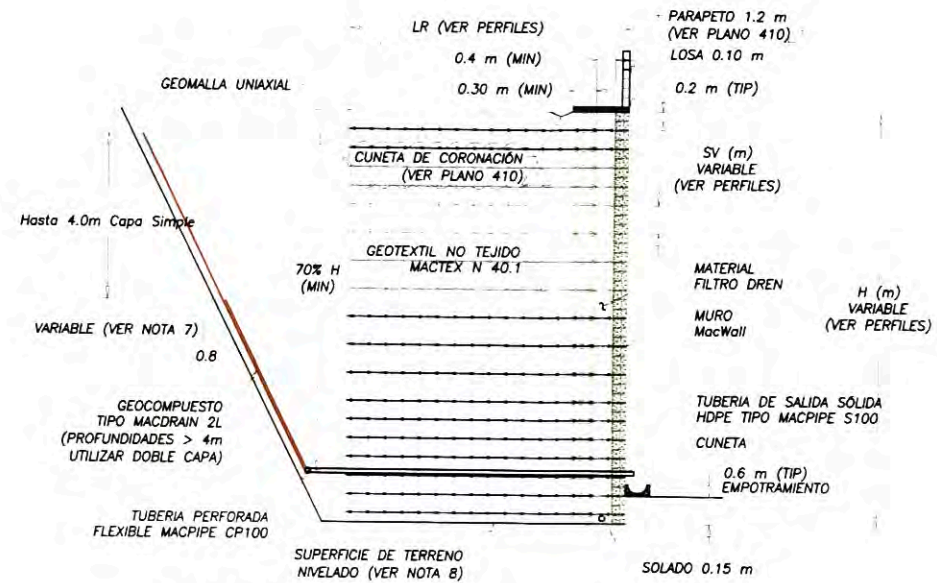 PARAPETO 1.2 m
(VER PLANO 410)
LR (VER PERFILES)
0.4 m (MIN)
LOSA 0.10 m
GEOMALLA UNIAXIAL
0.30 m (MIN)
0.2 m (TIP)
CUNETA DE CORONACIÓN
(VER PLANO 410)
SV (m)
VARIABLE
(VER PERFILES)
Hasta 4.0m Capa Simple
GEOTEXTIL NO TEJIDO
MACTEX N 40.1
70% H
(MIN)
MATERIAL
FILTRO DREN
H (m)
VARIABLE
(VER PERFILES)
MURO
MacWall
VARIABLE (VER NOTA 7)
0.8
GEOCOMPUESTO
TIPO MACDRAIN 2L
(PROFUNDIDADES > 4m
UTILIZAR DOBLE CAPA)
TUBERIA DE SALIDA SÓLIDA
HDPE TIPO MACPIPE S100
CUNETA
0.6 m (TIP)
EMPOTRAMIENTO
TUBERIA PERFORADA
FLEXIBLE MACPIPE CP100
SUPERFICIE DE TERRENO
NIVELADO (VER NOTA 8)
SOLADO 0.15 m